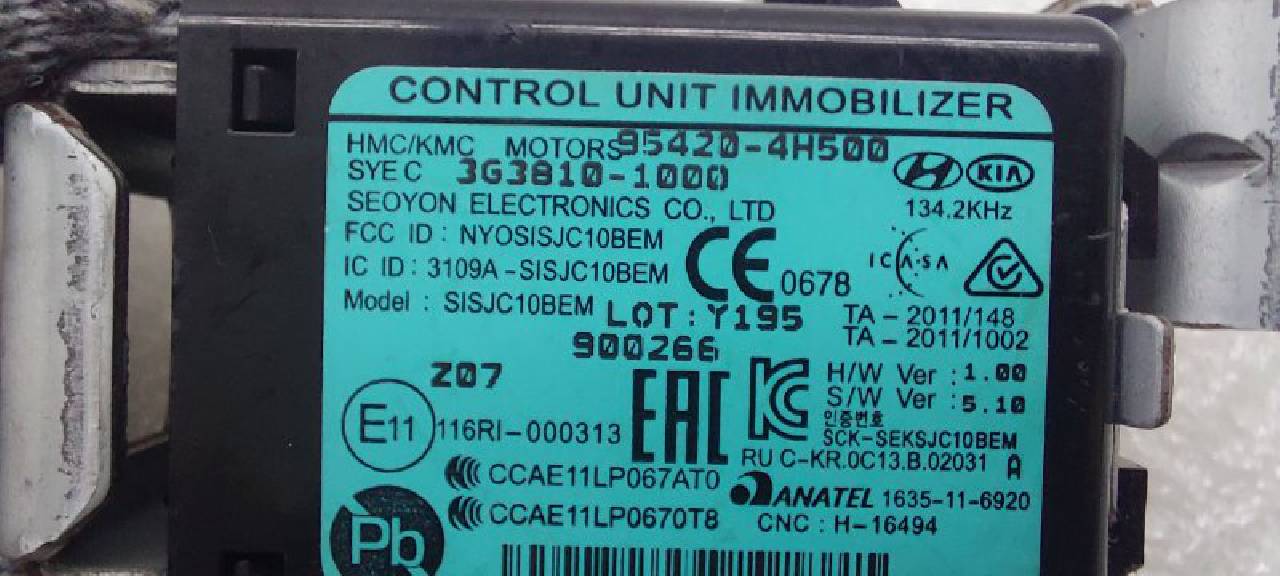 CONTROL UNIT IMMOBILIZER
HMC/KMC MOTORS 95420-4H500
SYEC 3G3810-1000
KIA
SEOYON ELECTRONICS CO., LTD
134.2KHz
FCC ID : NYOSISJC10BEM
IC ID : 3109A-SISJC10BEM
CE 0678
ICASA
Model : SISJC10BEM
LOT:Y195
TA - 2011/148
TA - 2011/1002
900266
Z07
H/W Ver : 1.00
S/W Ver : 5.10
E11
116RI-000313
EAC
KC
인증번호
SCK-SEKSJC10BEM
RU C-KR.0C13.B.02031 A
CCAE11LP067AT0
ANATEL 1635-11-6920
CCAE11LP0670T8
CNC : H-16494
Pb